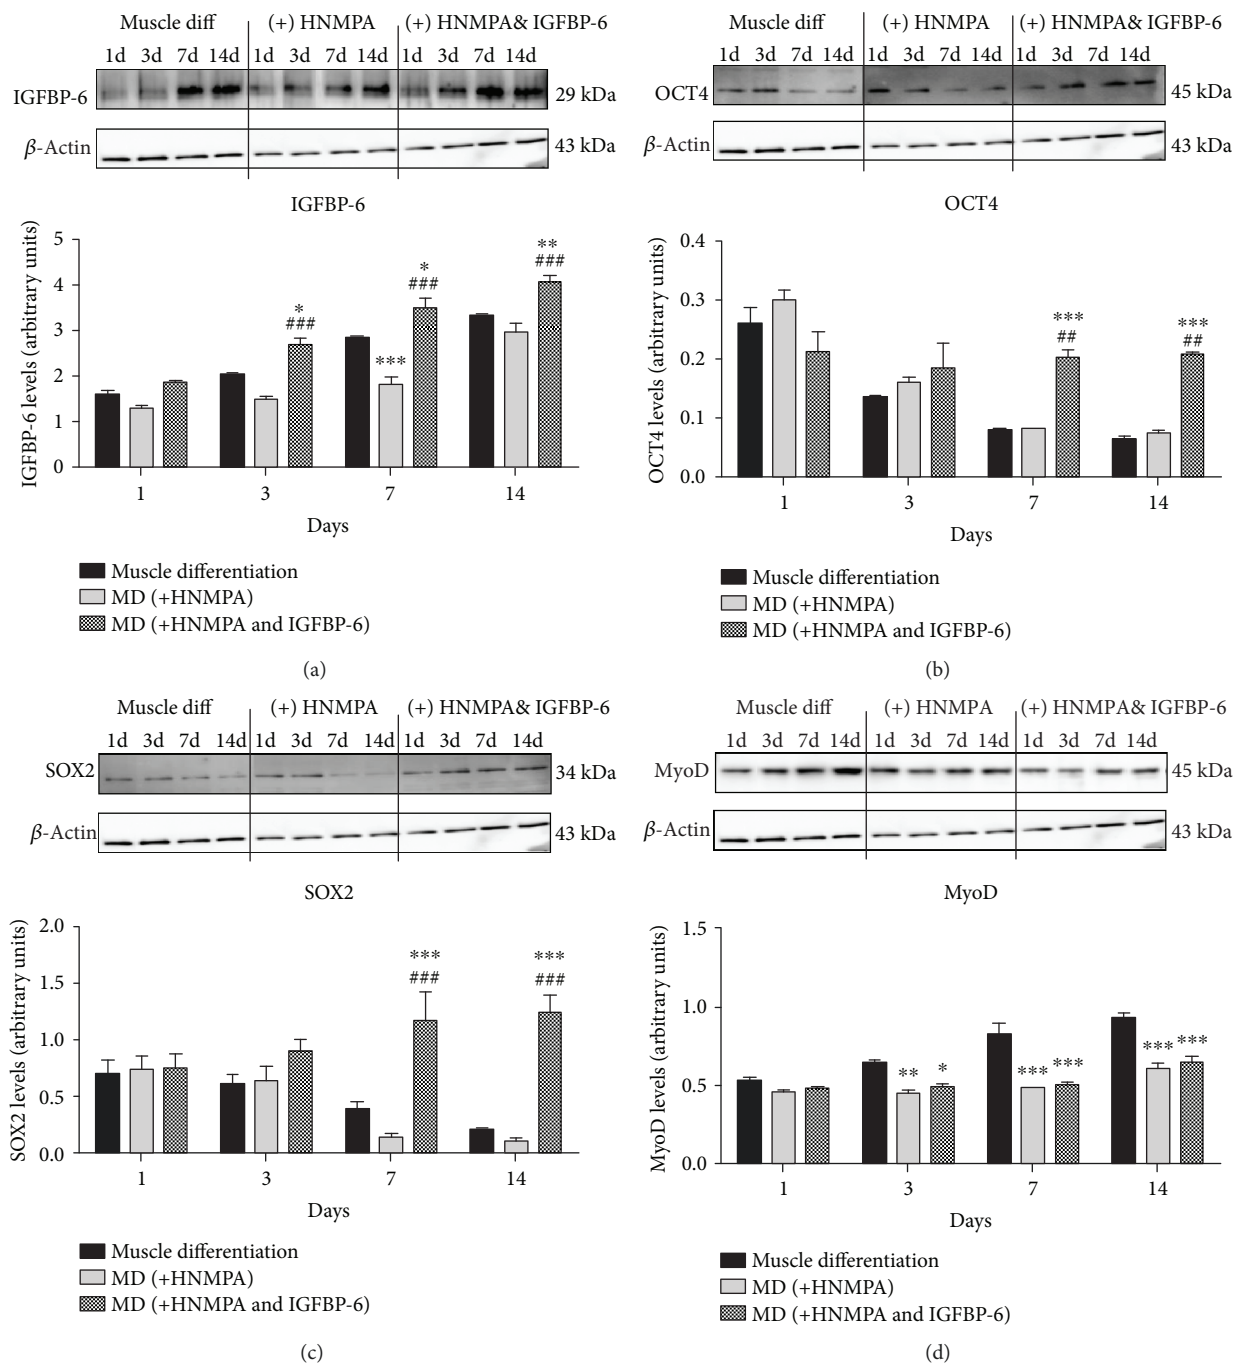 Muscle diff (+) HNMPA (+) HNMPA& IGFBP-6
1d 3d 7d 14d 1d 3d 7d 14d 1d 3d 7d 14d
IGFBP-6 29 kDa
β-Actin 43 kDa
IGFBP-6
IGFBP-6 levels (arbitrary units)
5
4
3
2
1
0
* ###
*** * ###
** ###
1 3 7 14
Days
Muscle differentiation
MD (+HNMPA)
MD (+HNMPA and IGFBP-6)
(a)
Muscle diff (+) HNMPA (+) HNMPA& IGFBP-6
1d 3d 7d 14d 1d 3d 7d 14d 1d 3d 7d 14d
OCT4 45 kDa
β-Actin 43 kDa
OCT4
OCT4 levels (arbitrary units)
0.4
0.3
0.2
0.1
0.0
*** ***
## ##
1 3 7 14
Days
Muscle differentiation
MD (+HNMPA)
MD (+HNMPA and IGFBP-6)
(b)
Muscle diff (+) HNMPA (+) HNMPA& IGFBP-6
1d 3d 7d 14d 1d 3d 7d 14d 1d 3d 7d 14d
SOX2 34 kDa
β-Actin 43 kDa
SOX2
SOX2 levels (arbitrary units)
2.0
1.5
1.0
0.5
0.0
*** ***
### ###
1 3 7 14
Days
Muscle differentiation
MD (+HNMPA)
MD (+HNMPA and IGFBP-6)
(c)
Muscle diff (+) HNMPA (+) HNMPA& IGFBP-6
1d 3d 7d 14d 1d 3d 7d 14d 1d 3d 7d 14d
MyoD 45 kDa
β-Actin 43 kDa
MyoD
MyoD levels (arbitrary units)
1.5
1.0
0.5
0.0
** * *** *** *** ***
1 3 7 14
Days
Muscle differentiation
MD (+HNMPA)
MD (+HNMPA and IGFBP-6)
(d)